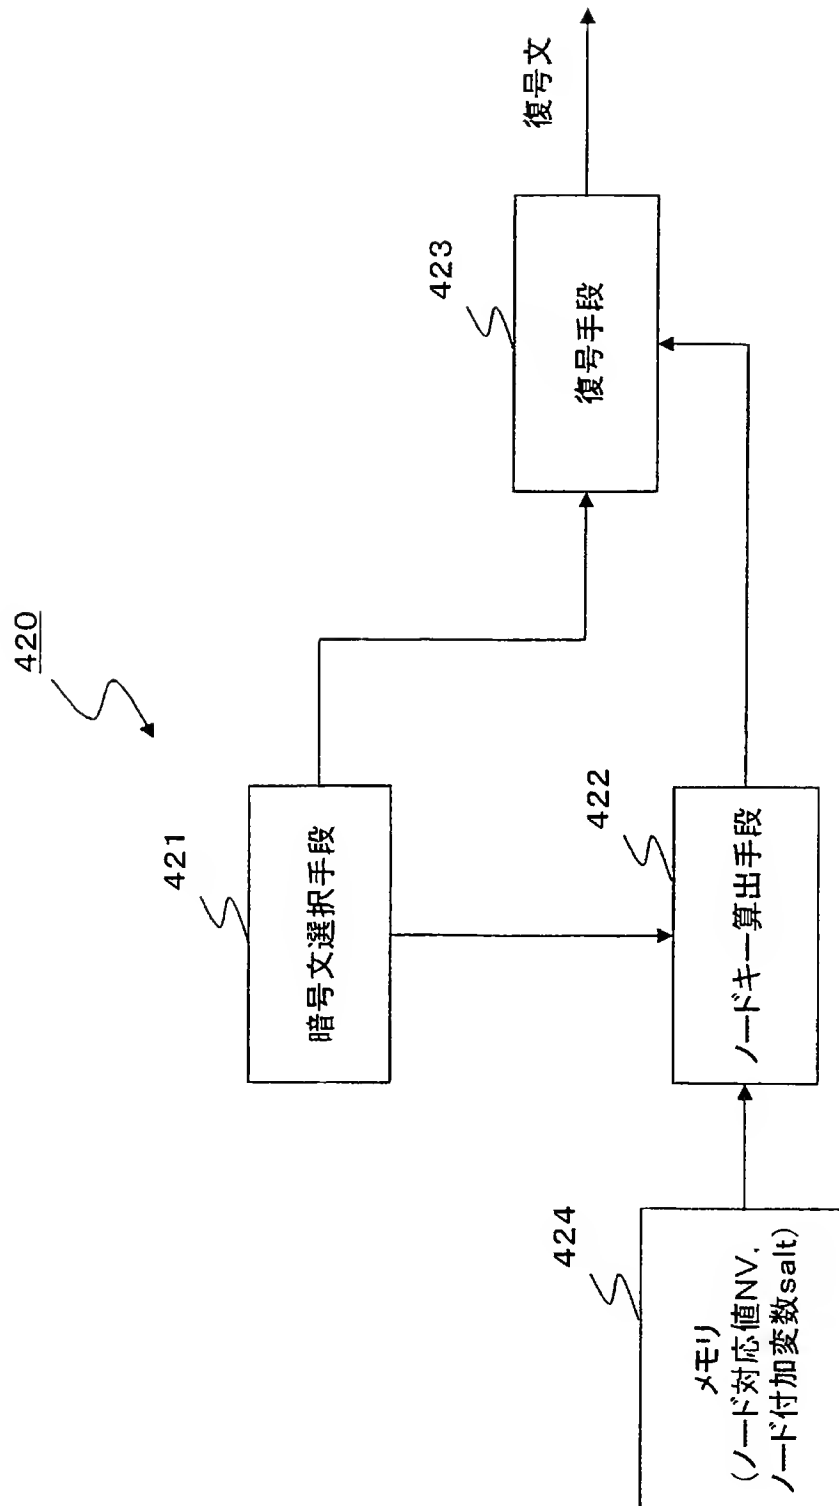 420
421
暗号文選択手段
423
復号手段
復号文
422
ノードキー算出手段
424
メモリ
(ノード対応値NV,
ノード付加変数salt)